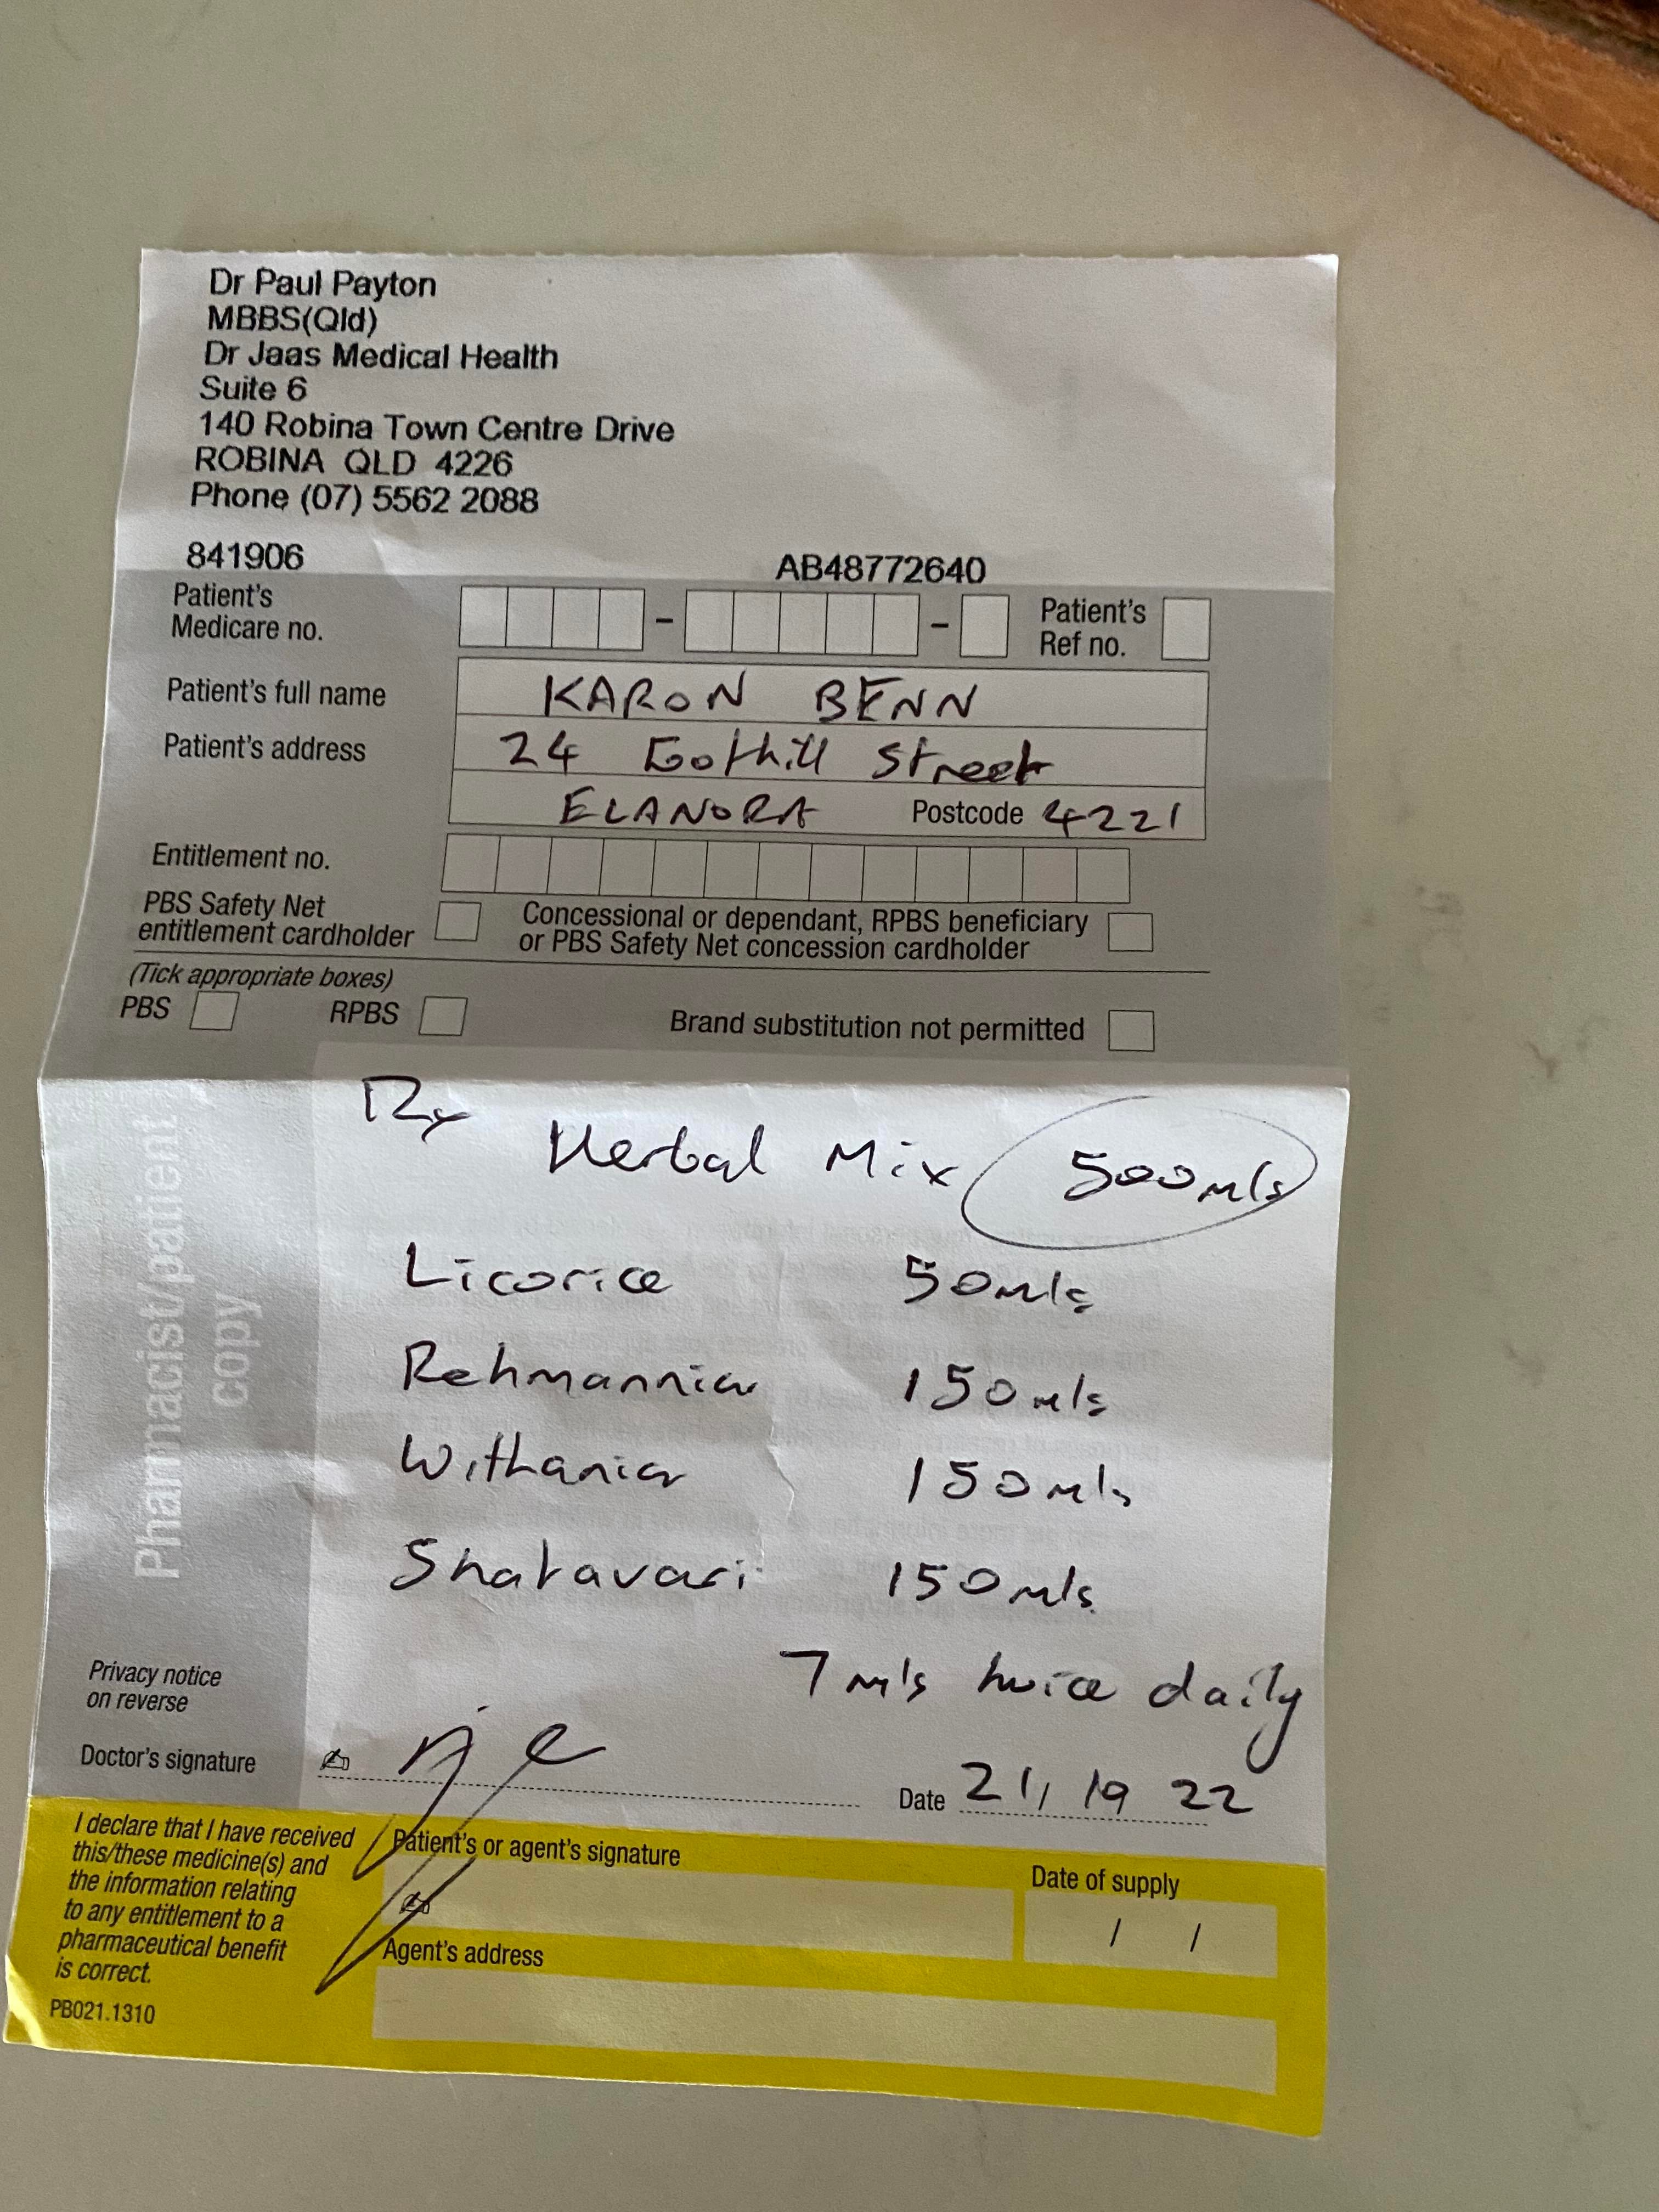 Dr Paul Payton
MBBS(Qld)
Dr Jaas Medical Health
Suite 6
140 Robina Town Centre Drive
ROBINA QLD 4226
Phone (07) 5562 2088
841906 AB48772640
Patient's Medicare no. - - Patient's Ref no.
Patient's full name KARON BENN
Patient's address 24 Street
ELANORA Postcode 4221
Entitlement no.
PBS Safety Net
entitlement cardholder
Concessional or dependant, RPBS beneficiary
or PBS Safety Net concession cardholder
(Tick appropriate boxes)
PBS RPBS Brand substitution not permitted
Pharmacist/patient
copy
Rx
Herbal Mix 500mls
Licorice 50mls
Rehmannia 150mls
Withania 150mls
Shatavari 150mls
7mls twice daily
Privacy notice
on reverse
Doctor's signature
Date 21/ 22
I declare that I have received
this/these medicine(s) and
the information relating
to any entitlement to a
pharmaceutical benefit
is correct.
PB021.1310
Patient's or agent's signature
Date of supply
/ /
Agent's address